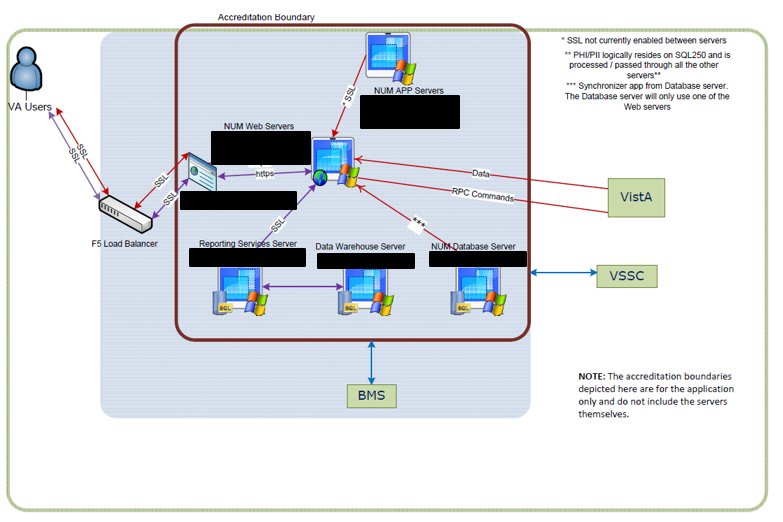 Accreditation Boundary
* SSL not currently enabled between servers
** PHI/PII logically resides on SQL250 and is
processed / passed through all the other
servers**
*** Synchronizer app from Database server.
The Database server will only use one of the
Web servers
VA Users
NUM APP Servers
* SSL
NUM Web Servers
SSL
SSL
SSL
SSL
https
Data
RPC Commands
VistA
SSL
***
F5 Load Balancer
Reporting Services Server
Data Warehouse Server
NUM Database Server
VSSC
SQL
SQL
SQL
BMS
NOTE: The accreditation boundaries
depicted here are for the application
only and do not include the servers
themselves.